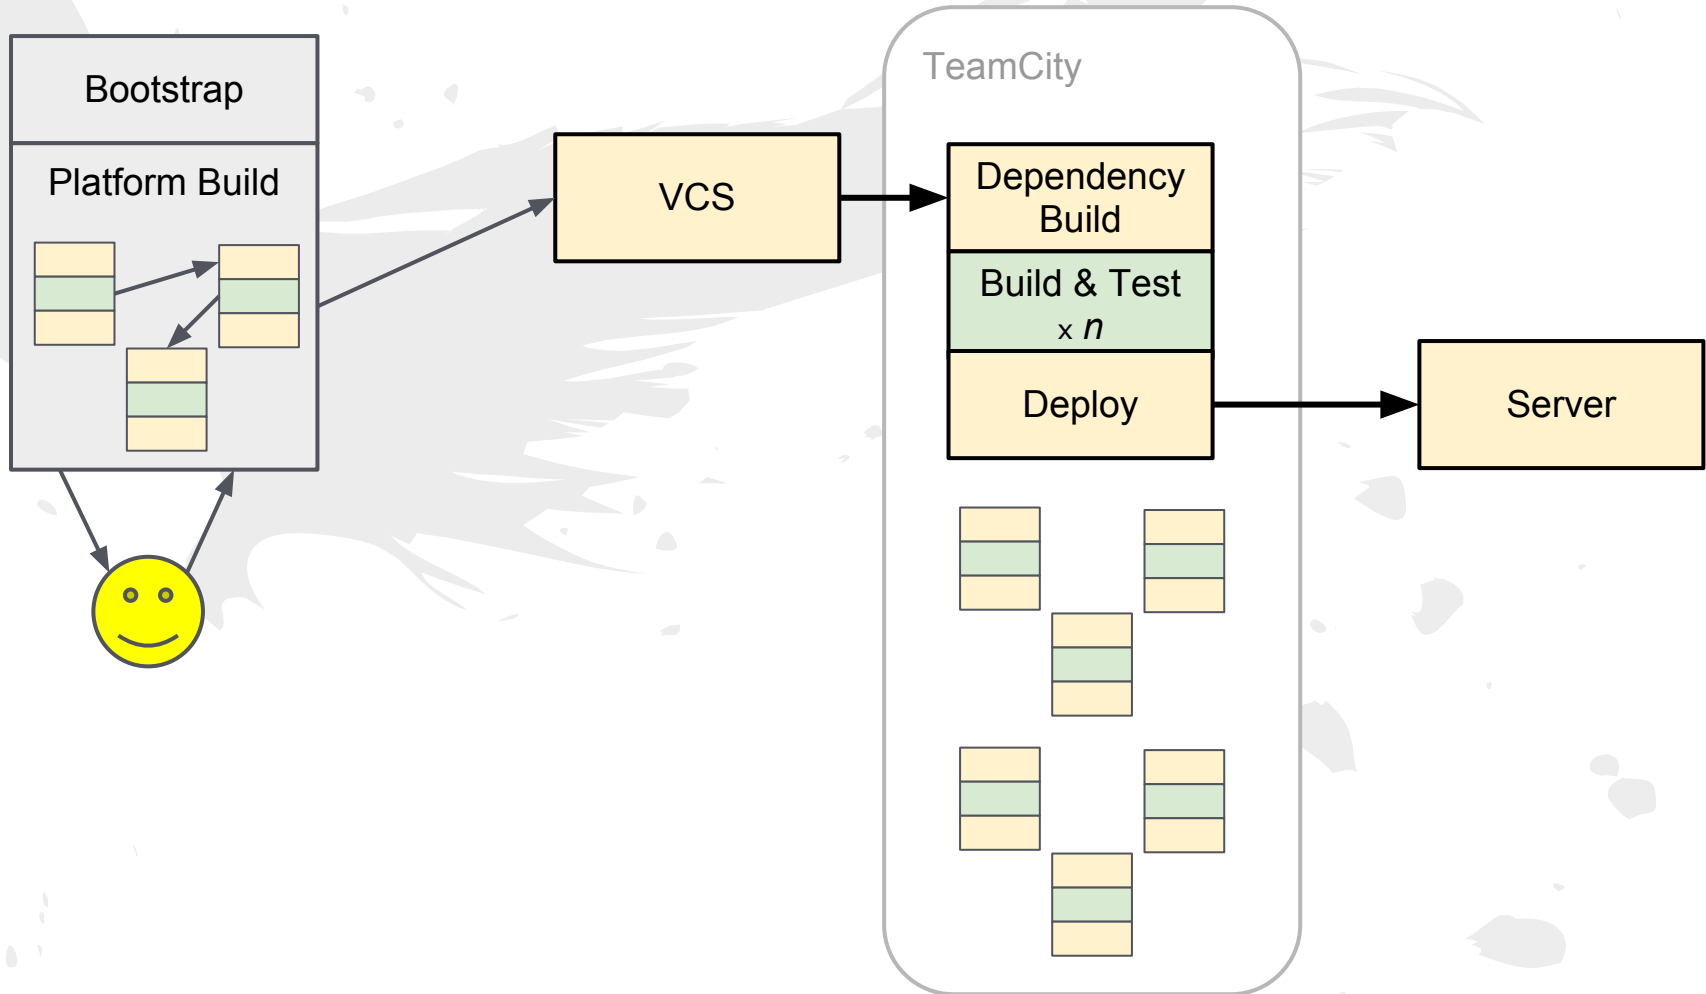 Bootstrap
Platform Build
VCS
TeamCity
Dependency
Build
Build & Test
x n
Deploy
Server